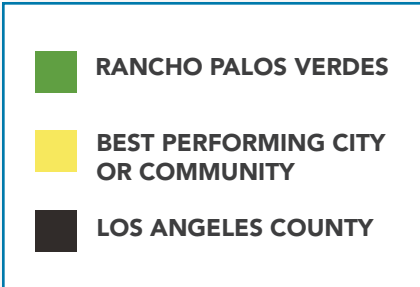 RANCHO PALOS VERDES
BEST PERFORMING CITY
OR COMMUNITY
LOS ANGELES COUNTY